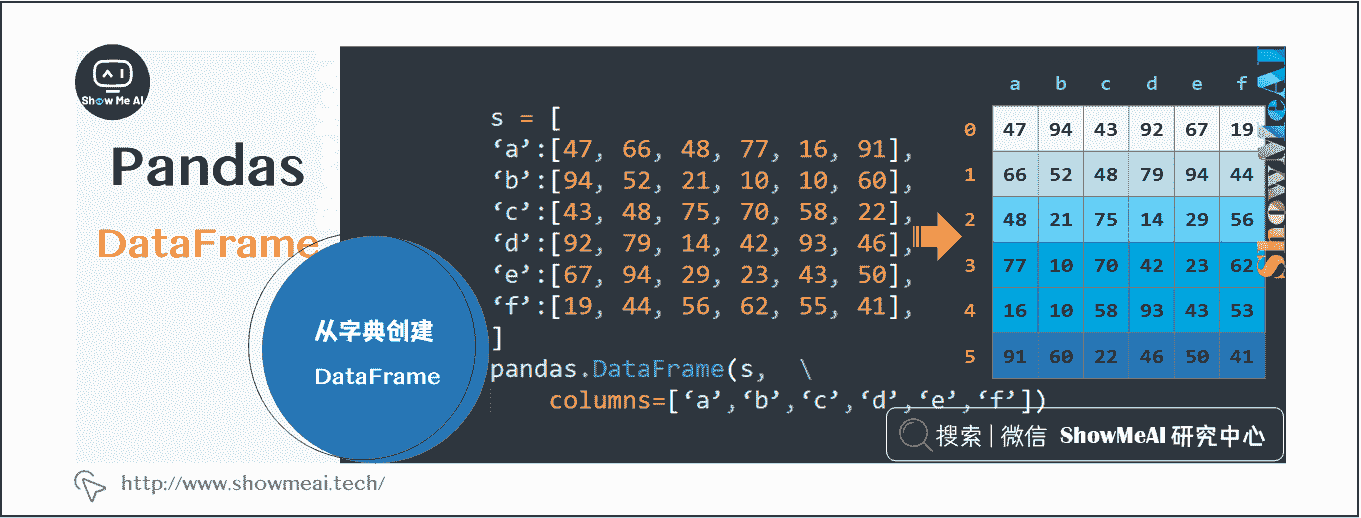 Show Me AI
Pandas
DataFrame
从字典创建
DataFrame
s = [
‘a’:[47, 66, 48, 77, 16, 91],
‘b’:[94, 52, 21, 10, 10, 60],
‘c’:[43, 48, 75, 70, 58, 22],
‘d’:[92, 79, 14, 42, 93, 46],
‘e’:[67, 94, 29, 23, 43, 50],
‘f’:[19, 44, 56, 62, 55, 41],
]
pandas.DataFrame(s, \
columns=[‘a’,‘b’,‘c’,‘d’,‘e’,‘f’])
a b c d e f
0 47 94 43 92 67 19
1 66 52 48 79 94 44
2 48 21 75 14 29 56
3 77 10 70 42 23 62
4 16 10 58 93 43 53
5 91 60 22 46 50 41
ShowMeAI
搜索 | 微信 ShowMeAI 研究中心
http://www.showmeai.tech/